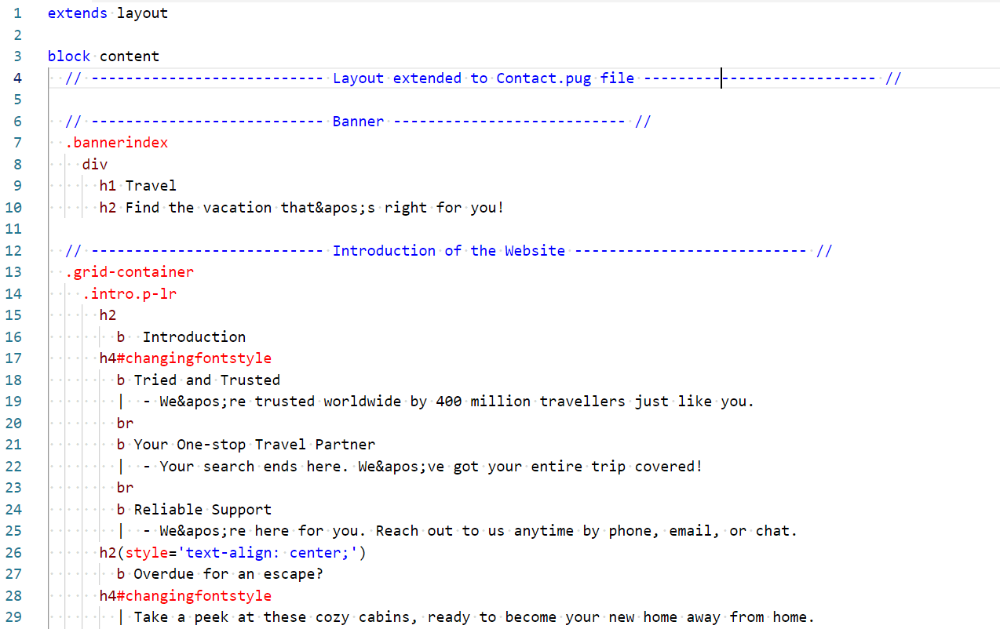 1 extends layout
2
3 block content
4 // --------------------------- Layout extended to Contact.pug file --------------------------- //
5
6 // --------------------------- Banner --------------------------- //
7 .bannerindex
8 div
9 h1 Travel
10 h2 Find the vacation that&apos;s right for you!
11
12 // --------------------------- Introduction of the Website --------------------------- //
13 .grid-container
14 .intro.p-lr
15 h2
16 b  Introduction
17 h4#changingfontstyle
18 b Tried and Trusted
19 |  - We&apos;re trusted worldwide by 400 million travellers just like you.
20 br
21 b Your One-stop Travel Partner
22 |  - Your search ends here. We&apos;ve got your entire trip covered!
23 br
24 b Reliable Support
25 |  - We&apos;re here for you. Reach out to us anytime by phone, email, or chat.
26 h2(style='text-align: center;')
27 b Overdue for an escape?
28 h4#changingfontstyle
29 | Take a peek at these cozy cabins, ready to become your new home away from home.